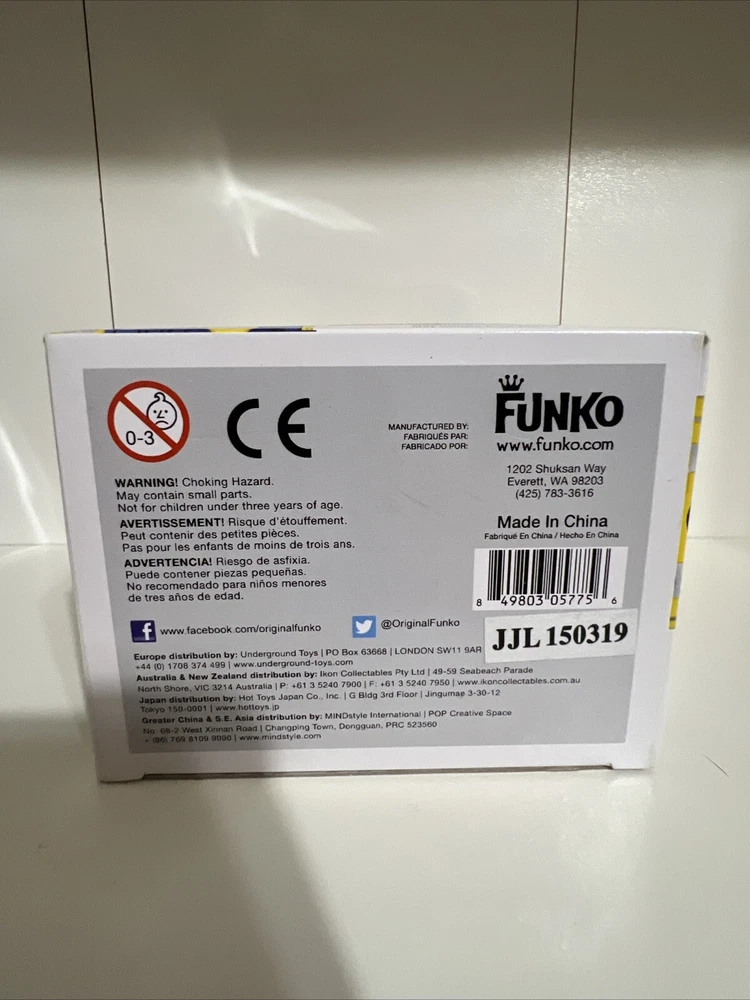 0-3
CE
MANUFACTURED BY:
FABRIQUÉS PAR:
FABRICADO POR:
FUNKO
www.funko.com
1202 Shuksan Way
Everett, WA 98203
(425) 783-3616
Made In China
Fabriqué En China / Hecho En China
WARNING! Choking Hazard.
May contain small parts.
Not for children under three years of age.
AVERTISSEMENT! Risque d'étouffement.
Peut contenir des petites pièces.
Pas pour les enfants de moins de trois ans.
ADVERTENCIA! Riesgo de asfixia.
Puede contener piezas pequeñas.
No recomendado para niños menores
de tres años de edad.
8 49803 05775 6
f www.facebook.com/originalfunko
@OriginalFunko
JJL 150319
Europe distribution by: Underground Toys | PO Box 63668 | LONDON SW11 9AR
+44 (0) 1708 374 499 | www.underground-toys.com
Australia & New Zealand distribution by: Ikon Collectables Pty Ltd | 49-59 Seabeach Parade
North Shore, VIC 3214 Australia | P: +61 3 5240 7900 | F: +61 3 5240 7950 | www.ikoncollectables.com.au
Japan distribution by: Hot Toys Japan Co., Inc. | G Bldg 3rd Floor | Jingumae 3-30-12
Tokyo 150-0001 | www.hottoys.jp
Greater China & S.E. Asia distribution by: MINDstyle International | POP Creative Space
No. 68-2 West Xinnan Road | Changping Town, Dongguan, PRC 523560
+ (86) 769 8109 9090 | www.mindstyle.com